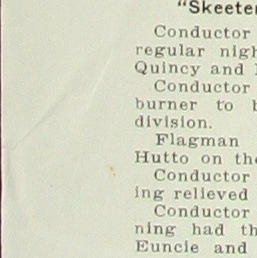 "Skeeter
Conductor
regular nigh
Quincy and
Conductor
burner to
division.
Flagman
Hutto on the
Conductor
ing relieved
Conductor
ning had th
Euncie and